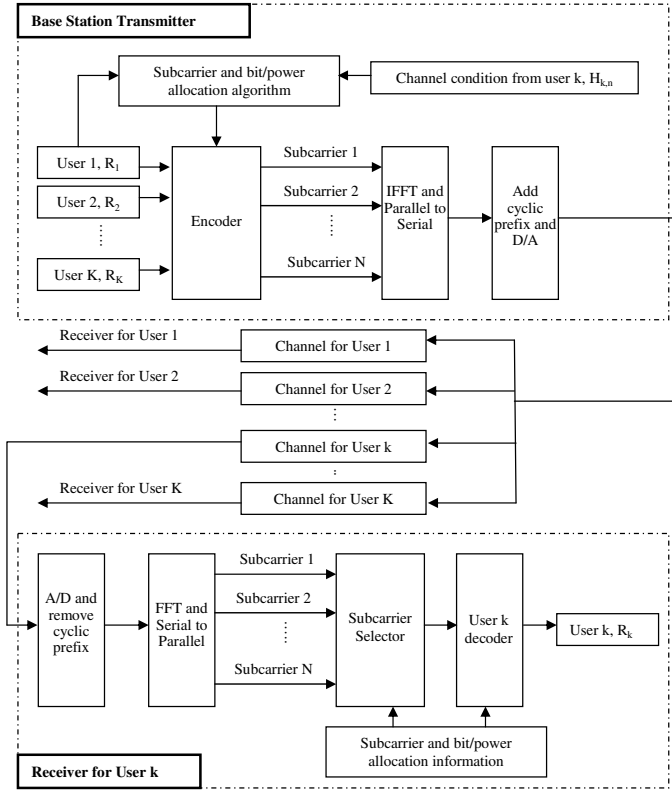 Base Station Transmitter
Subcarrier and bit/power
allocation algorithm
Channel condition from user k, H_{k,n}
User 1, R_1
User 2, R_2
User K, R_K
Encoder
Subcarrier 1
Subcarrier 2
Subcarrier N
IFFT and
Parallel to
Serial
Add
cyclic
prefix and
D/A
Receiver for User 1
Channel for User 1
Receiver for User 2
Channel for User 2
Channel for User k
Receiver for User K
Channel for User K
A/D and
remove
cyclic
prefix
FFT and
Serial to
Parallel
Subcarrier 1
Subcarrier 2
Subcarrier N
Subcarrier
Selector
User k
decoder
User k, R_k
Subcarrier and bit/power
allocation information
Receiver for User k